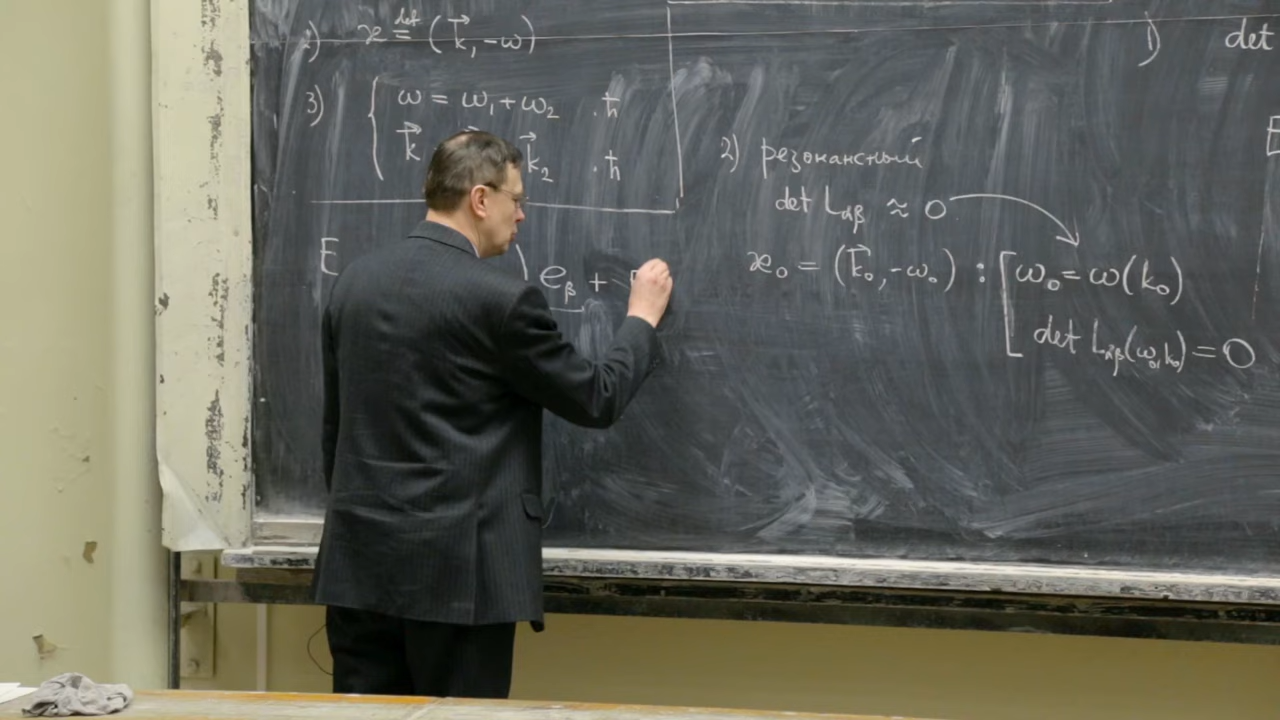 2) æ ≝ (k⃗, -ω)
3) { ω = ω₁ + ω₂ · ħ
k⃗ k⃗₂ · ħ
E ) e_β +
2) резонансный
det L_αβ ≈ 0
æ₀ = (k⃗₀, -ω₀) : [ ω₀ = ω(k₀)
det L_αβ(ω₀, k₀) = 0
1) det
E